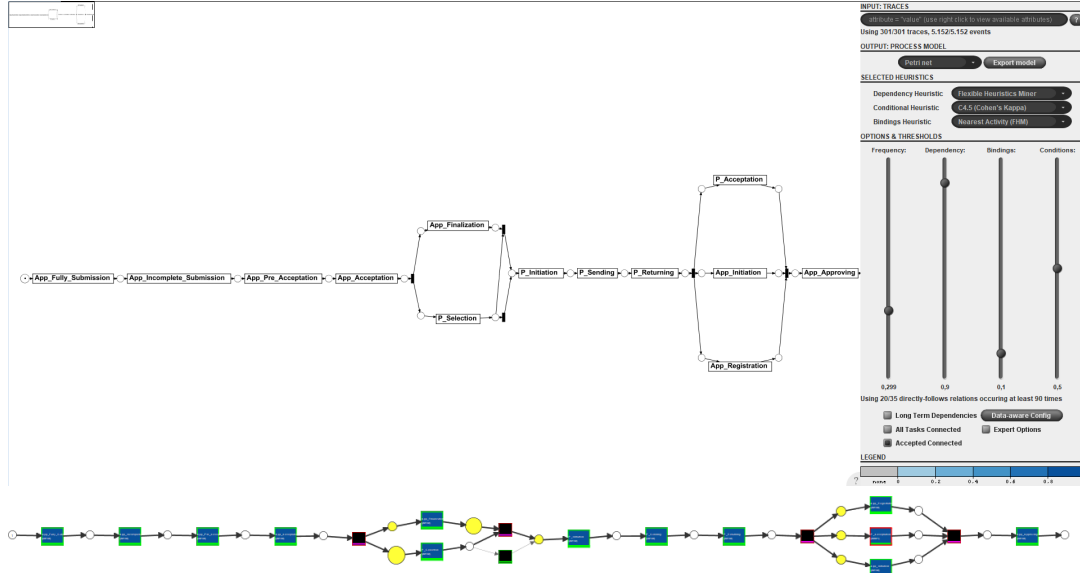 INPUT: TRACES
attribute = "value" (use right click to view available attributes)
?
Using 301/301 traces, 5.152/5.152 events
OUTPUT: PROCESS MODEL
Petri net
Export model
SELECTED HEURISTICS
Dependency Heuristic
Flexible Heuristics Miner
Conditional Heuristic
C4.5 (Cohen's Kappa)
Bindings Heuristic
Nearest Activity (FHM)
OPTIONS & THRESHOLDS
Frequency: Dependency: Bindings: Conditions:
0,299 0,9 0,1 0,5
Using 20/35 directly-follows relations occuring at least 90 times
Long Term Dependencies
Data-aware Config
All Tasks Connected
Expert Options
Accepted Connected
LEGEND
none 0 0.2 0.4 0.6 0.8
?
P_Acceptation
App_Finalization
App_Fully_Submission
App_Incomplete_Submission
App_Pre_Acceptation
App_Acceptation
P_Initiation
P_Sending
P_Returning
App_Initiation
App_Approving
P_Selection
App_Registration